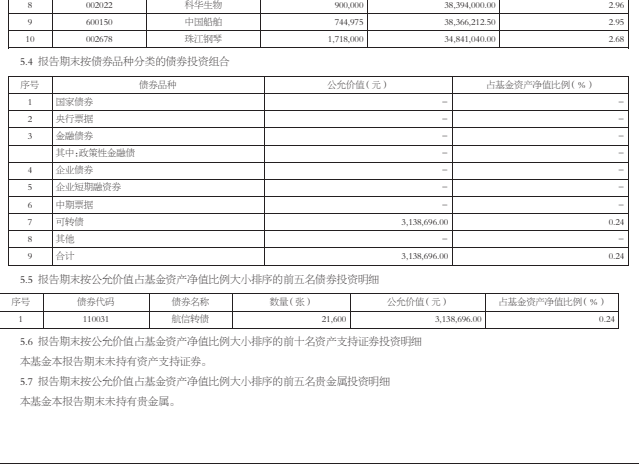 8 002022 科华生物 900,000 38,394,000.00 2.96
9 600150 中国船舶 744,975 38,366,212.50 2.95
10 002678 珠江钢琴 1,718,000 34,841,040.00 2.68
5.4 报告期末按债券品种分类的债券投资组合
序号 债券品种 公允价值(元) 占基金资产净值比例(%)
1 国家债券 – –
2 央行票据 – –
3 金融债券 – –
其中:政策性金融债 – –
4 企业债券 – –
5 企业短期融资券 – –
6 中期票据 – –
7 可转债 3,138,696.00 0.24
8 其他 – –
9 合计 3,138,696.00 0.24
5.5 报告期末按公允价值占基金资产净值比例大小排序的前五名债券投资明细
序号 债券代码 债券名称 数量(张) 公允价值(元) 占基金资产净值比例(%)
1 110031 航信转债 21,600 3,138,696.00 0.24
5.6 报告期末按公允价值占基金资产净值比例大小排序的前十名资产支持证券投资明细
本基金本报告期末未持有资产支持证券。
5.7 报告期末按公允价值占基金资产净值比例大小排序的前五名贵金属投资明细
本基金本报告期末未持有贵金属。